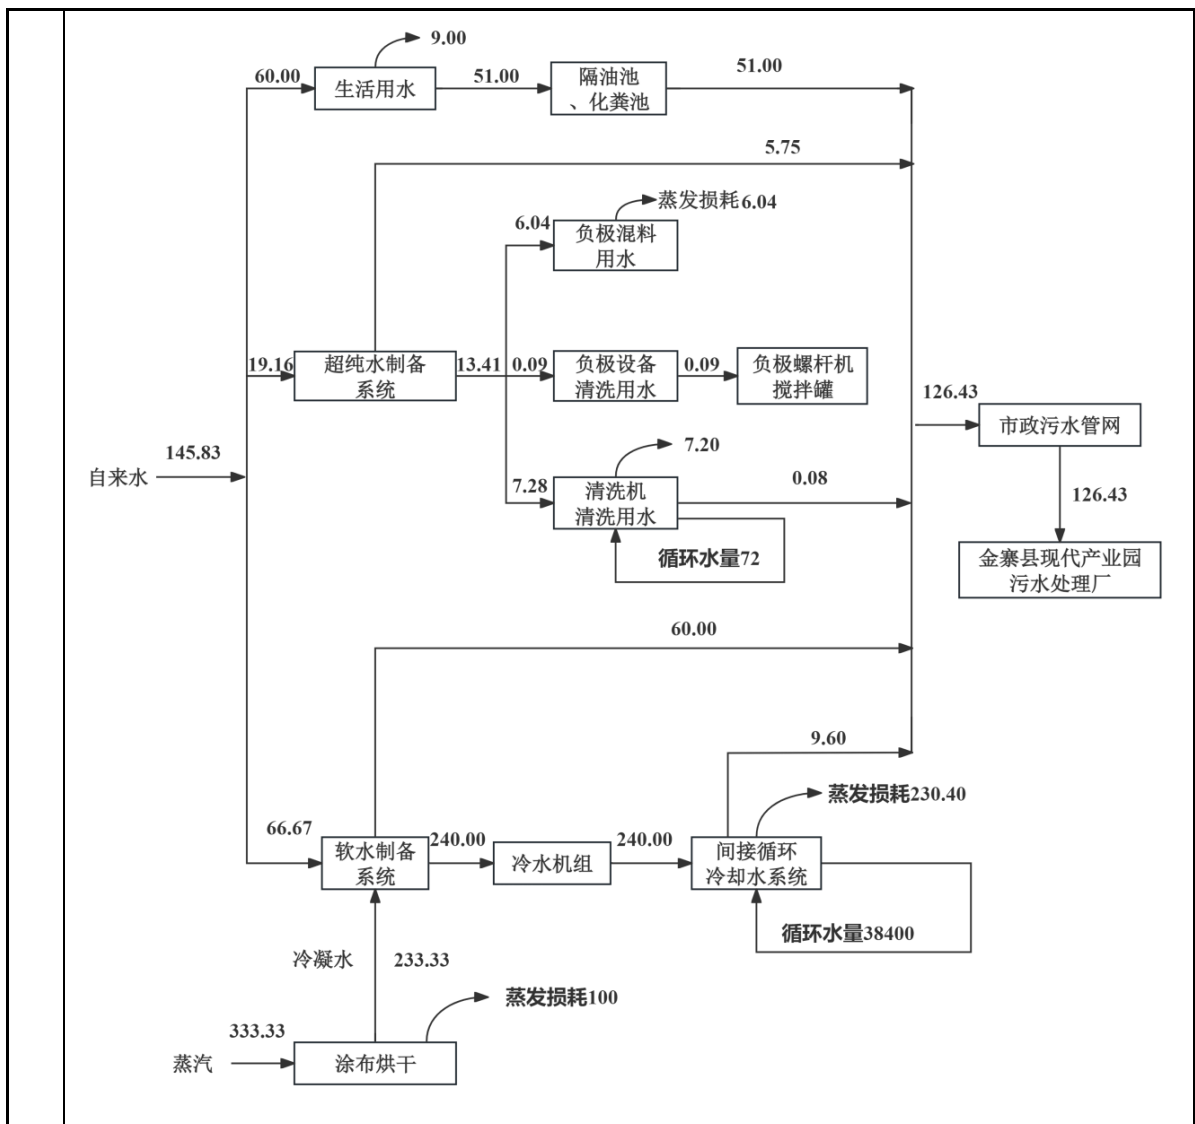 9.00
60.00
生活用水
51.00
隔油池
、化粪池
51.00
5.75
蒸发损耗6.04
6.04
负极混料
用水
19.16
超纯水制备
系统
13.41
0.09
负极设备
清洗用水
0.09
负极螺杆机
搅拌罐
126.43
市政污水管网
自来水
145.83
7.20
7.28
清洗机
清洗用水
0.08
126.43
循环水量72
金寨县现代产业园
污水处理厂
60.00
9.60
蒸发损耗230.40
66.67
软水制备
系统
240.00
冷水机组
240.00
间接循环
冷却水系统
循环水量38400
冷凝水
233.33
蒸发损耗100
333.33
蒸汽
涂布烘干